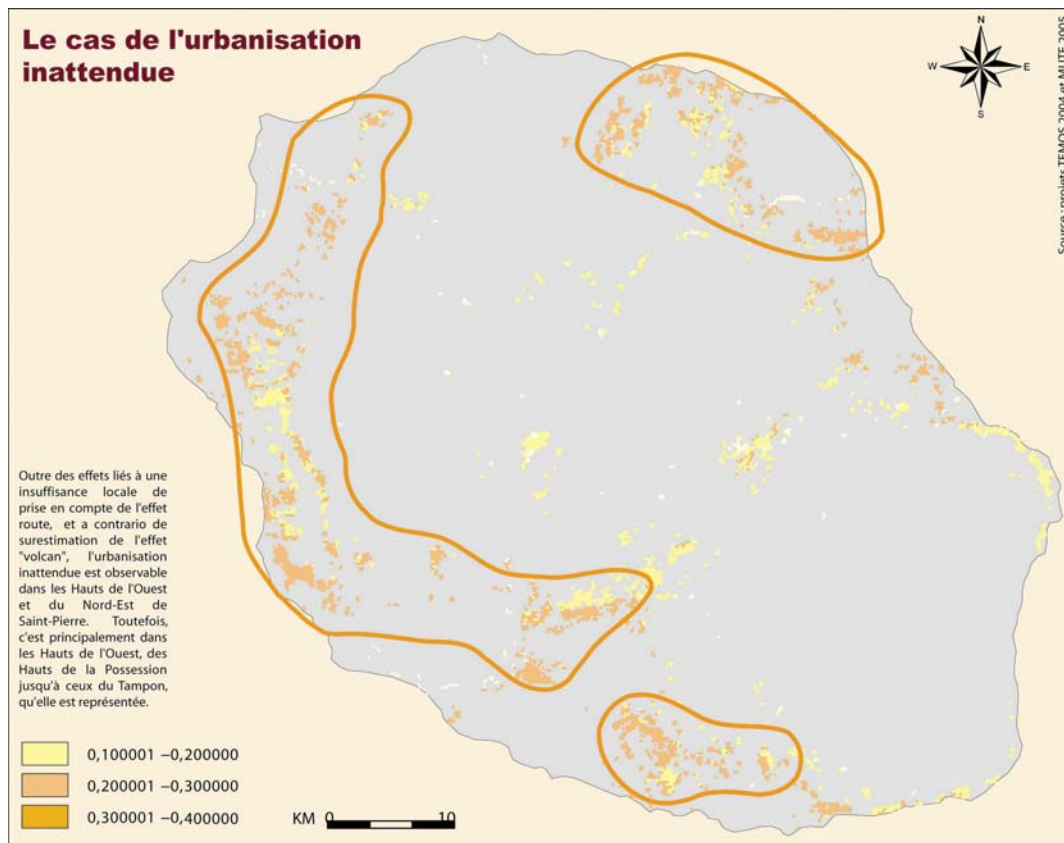 Le cas de l'urbanisation
inattendue
N
W
E
S
Source : projets TEMOS 2004 et MUTE 2005
Outre des effets liés à une
insuffisance locale de
prise en compte de l'effet
route, et a contrario de
surestimation de l'effet
"volcan", l'urbanisation
inattendue est observable
dans les Hauts de l'Ouest
et du Nord-Est de
Saint-Pierre. Toutefois,
c'est principalement dans
les Hauts de l'Ouest, des
Hauts de la Possession
jusqu'à ceux du Tampon,
qu'elle est représentée.
0,100001 –0,200000
0,200001 –0,300000
0,300001 –0,400000
KM 0 10